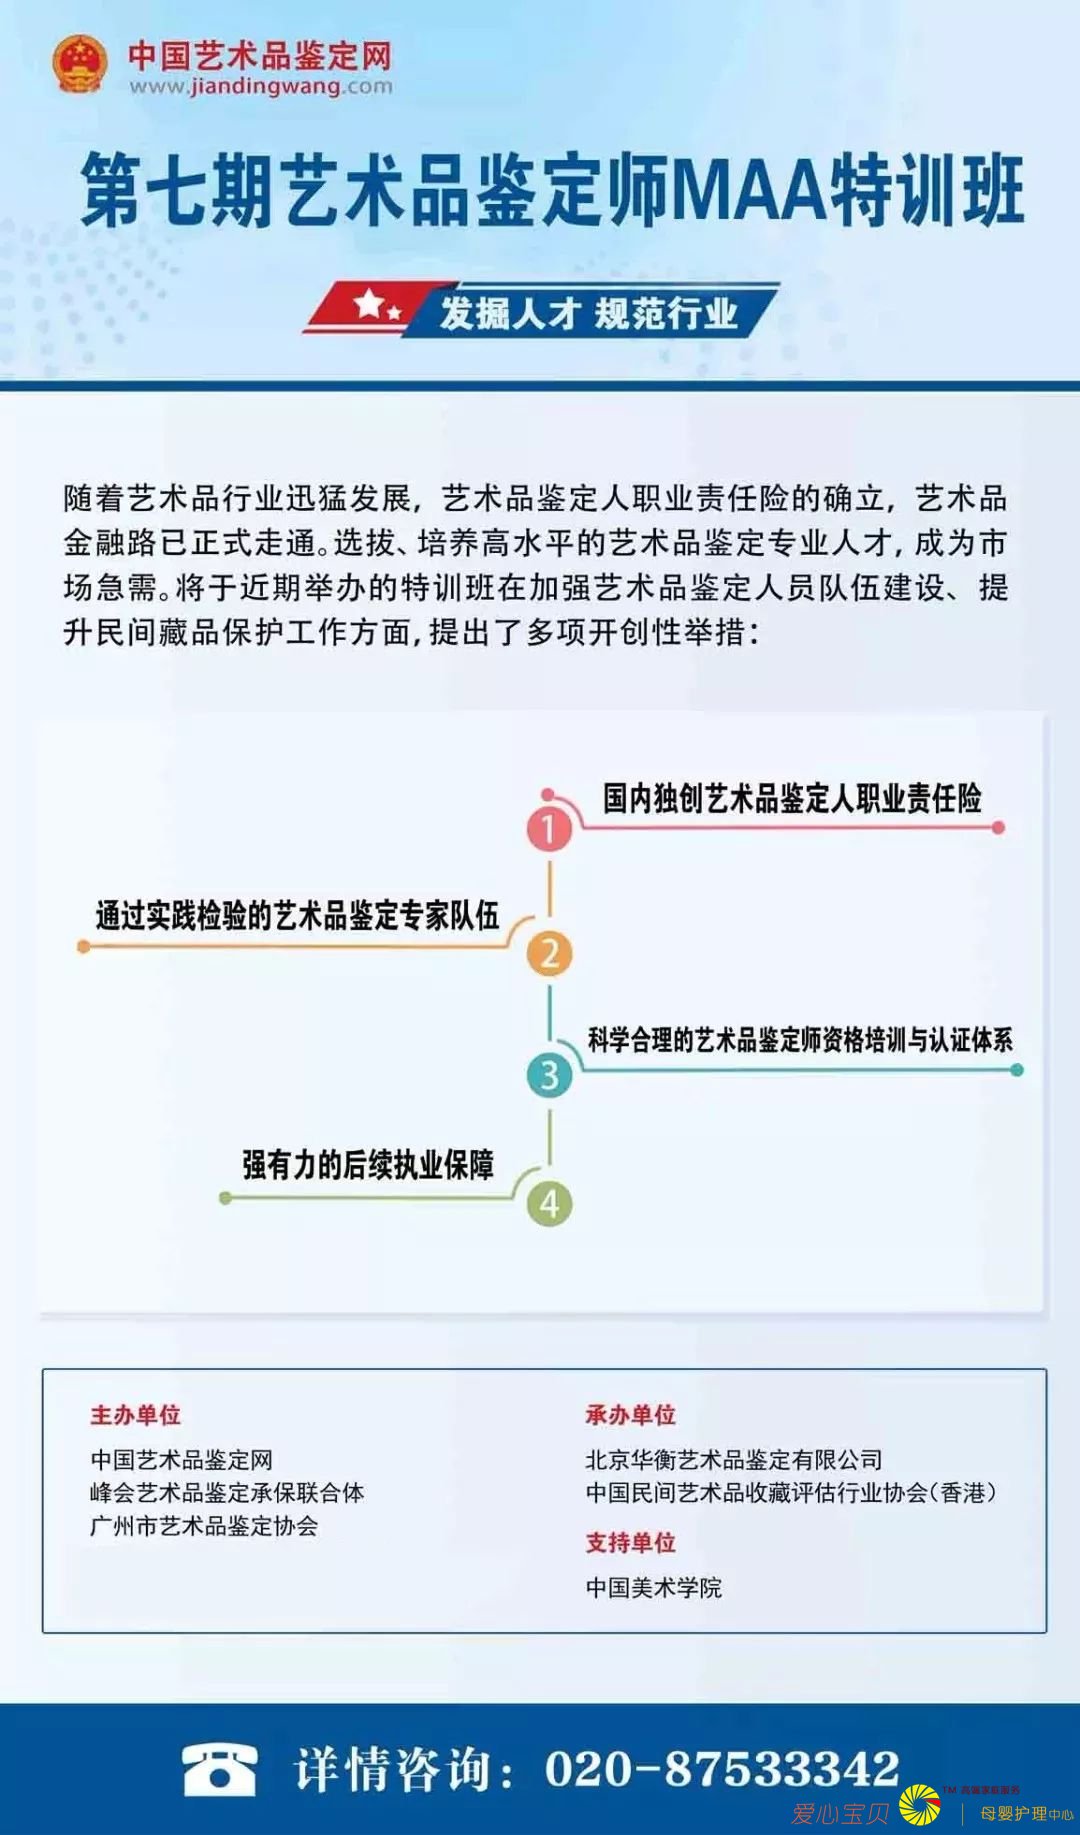 中国艺术品鉴定网
www.jiandingwang.com
第七期艺术品鉴定师MAA特训班
发掘人才 规范行业
随着艺术品行业迅猛发展，艺术品鉴定人职业责任险的确立，艺术品
金融路已正式走通。选拔、培养高水平的艺术品鉴定专业人才，成为市
场急需。将于近期举办的特训班在加强艺术品鉴定人员队伍建设、提
升民间藏品保护工作方面，提出了多项开创性举措：
1
国内独创艺术品鉴定人职业责任险
通过实践检验的艺术品鉴定专家队伍
2
科学合理的艺术品鉴定师资格培训与认证体系
3
强有力的后续执业保障
4
主办单位
中国艺术品鉴定网
峰会艺术品鉴定承保联合体
广州市艺术品鉴定协会
承办单位
北京华衡艺术品鉴定有限公司
中国民间艺术品收藏评估行业协会（香港）
支持单位
中国美术学院
详情咨询：020-87533342
爱心宝贝
TM 高端家庭服务
母婴护理中心